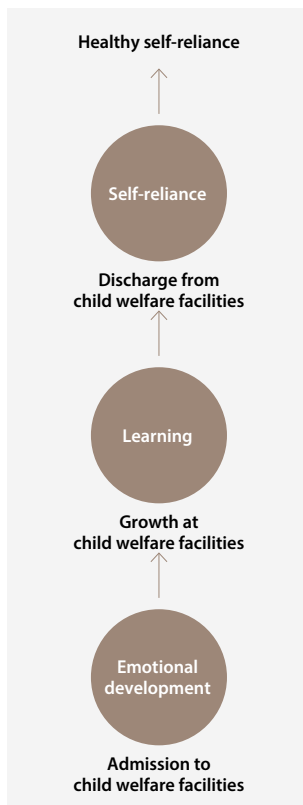 Healthy self-reliance
Self-reliance
Discharge from
child welfare facilities
Learning
Growth at
child welfare facilities
Emotional
development
Admission to
child welfare facilities